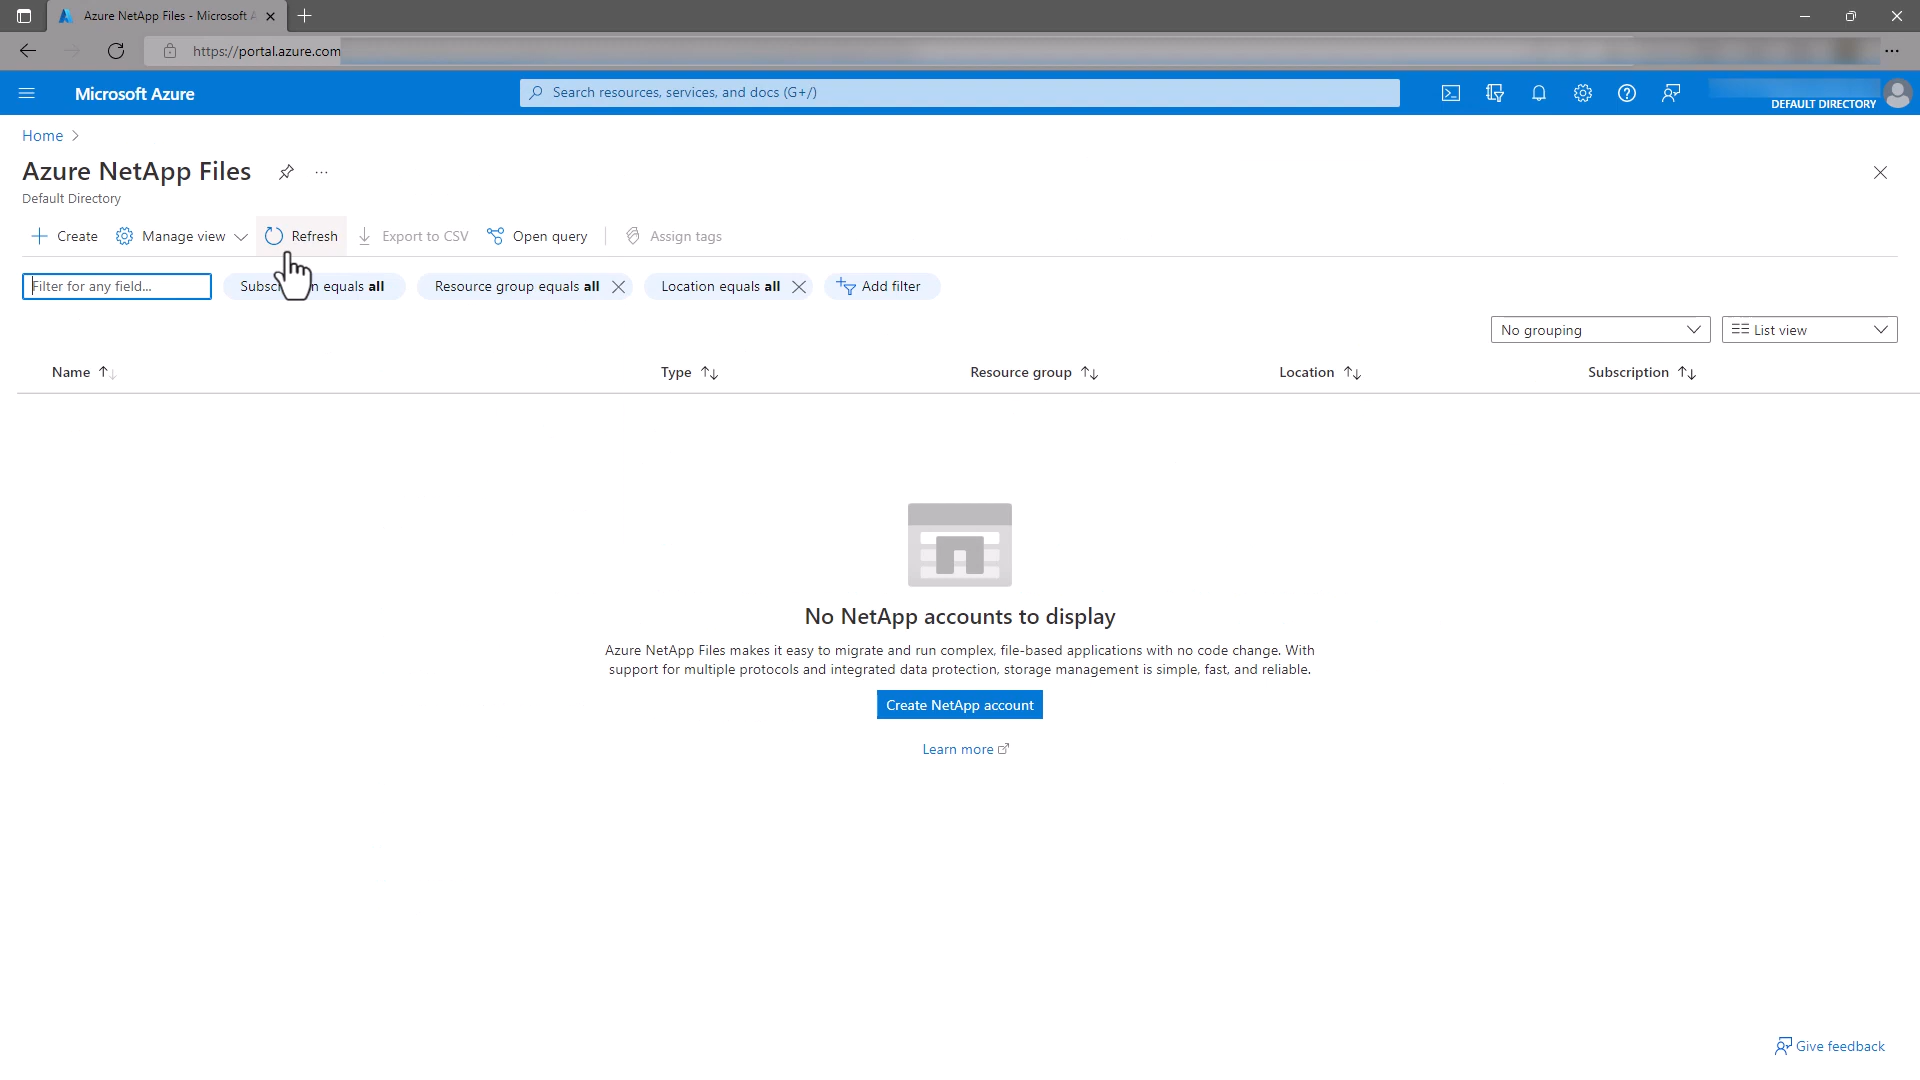 Azure NetApp Files - Microsoft A
https://portal.azure.com
Microsoft Azure
Search resources, services, and docs (G+/)
DEFAULT DIRECTORY
Home
Azure NetApp Files
Default Directory
Create
Manage view
Refresh
Export to CSV
Open query
Assign tags
Filter for any field...
equals all
Resource group equals all
Location equals all
Add filter
No grouping
List view
Name
Type
Resource group
Location
Subscription
No NetApp accounts to display
Azure NetApp Files makes it easy to migrate and run complex, file-based applications with no code change. With
support for multiple protocols and integrated data protection, storage management is simple, fast, and reliable.
Create NetApp account
Learn more
Give feedback